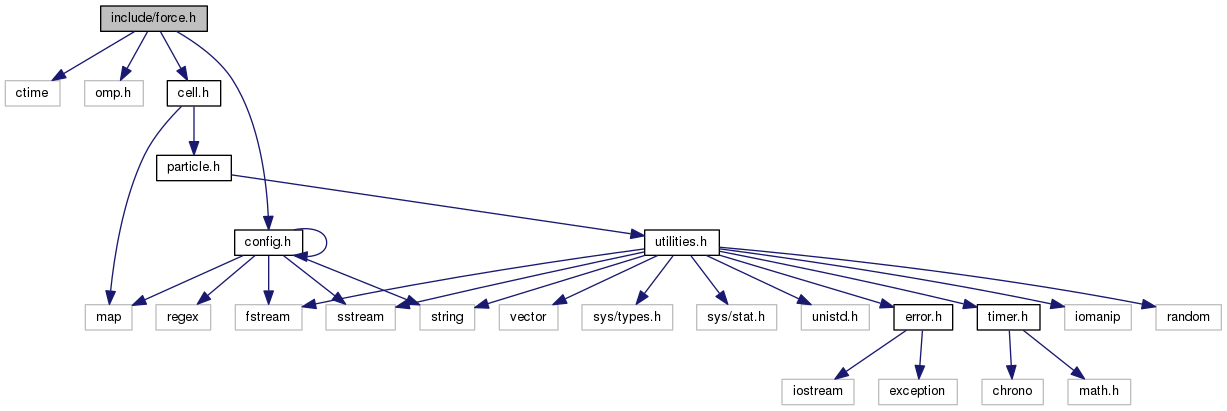 include/force.h
ctime
omp.h
cell.h
particle.h
config.h
utilities.h
map
regex
fstream
sstream
string
vector
sys/types.h
sys/stat.h
unistd.h
error.h
timer.h
iomanip
random
iostream
exception
chrono
math.h